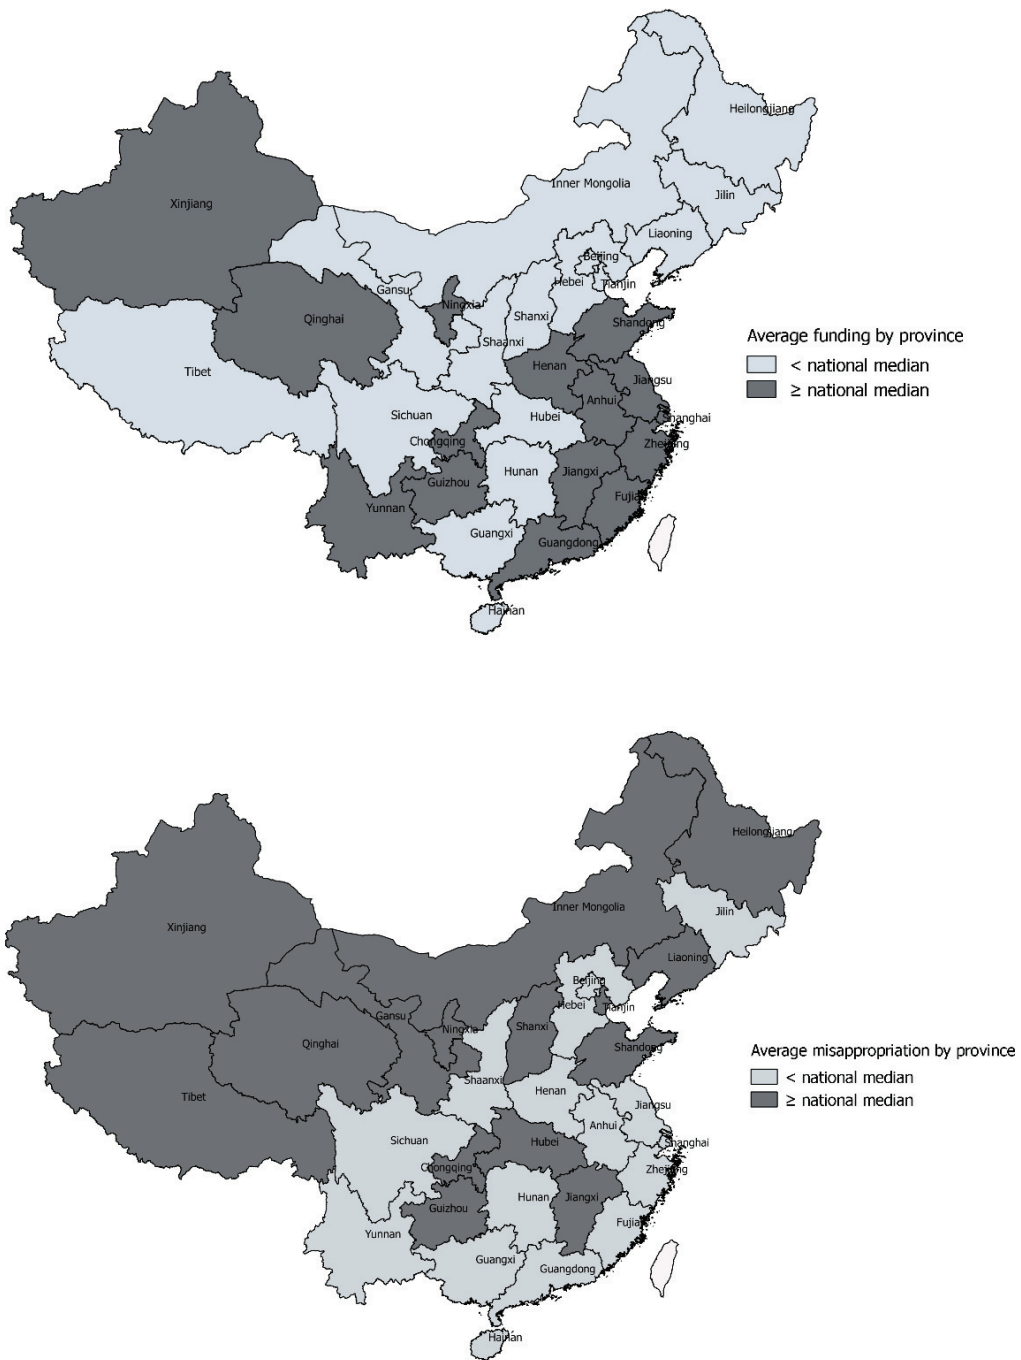 Heilongjiang
Inner Mongolia
Jilin
Xinjiang
Liaoning
Beijing
Hebei
Tianjin
Gansu
Ningxia
Shanxi
Qinghai
Shandong
Shaanxi
Average funding by province
Henan
< national median
Tibet
Jiangsu
≥ national median
Anhui
Sichuan
Hubei
Shanghai
Chongqing
Zhejiang
Hunan
Jiangxi
Guizhou
Fujian
Yunnan
Guangxi
Guangdong
Hainan
Heilongjiang
Inner Mongolia
Jilin
Xinjiang
Liaoning
Beijing
Hebei
Tianjin
Gansu
Ningxia
Shanxi
Qinghai
Shandong
Average misappropriation by province
Shaanxi
< national median
Henan
Tibet
Jiangsu
≥ national median
Anhui
Sichuan
Hubei
Shanghai
Chongqing
Zhejiang
Hunan
Jiangxi
Guizhou
Fujian
Yunnan
Guangxi
Guangdong
Hainan